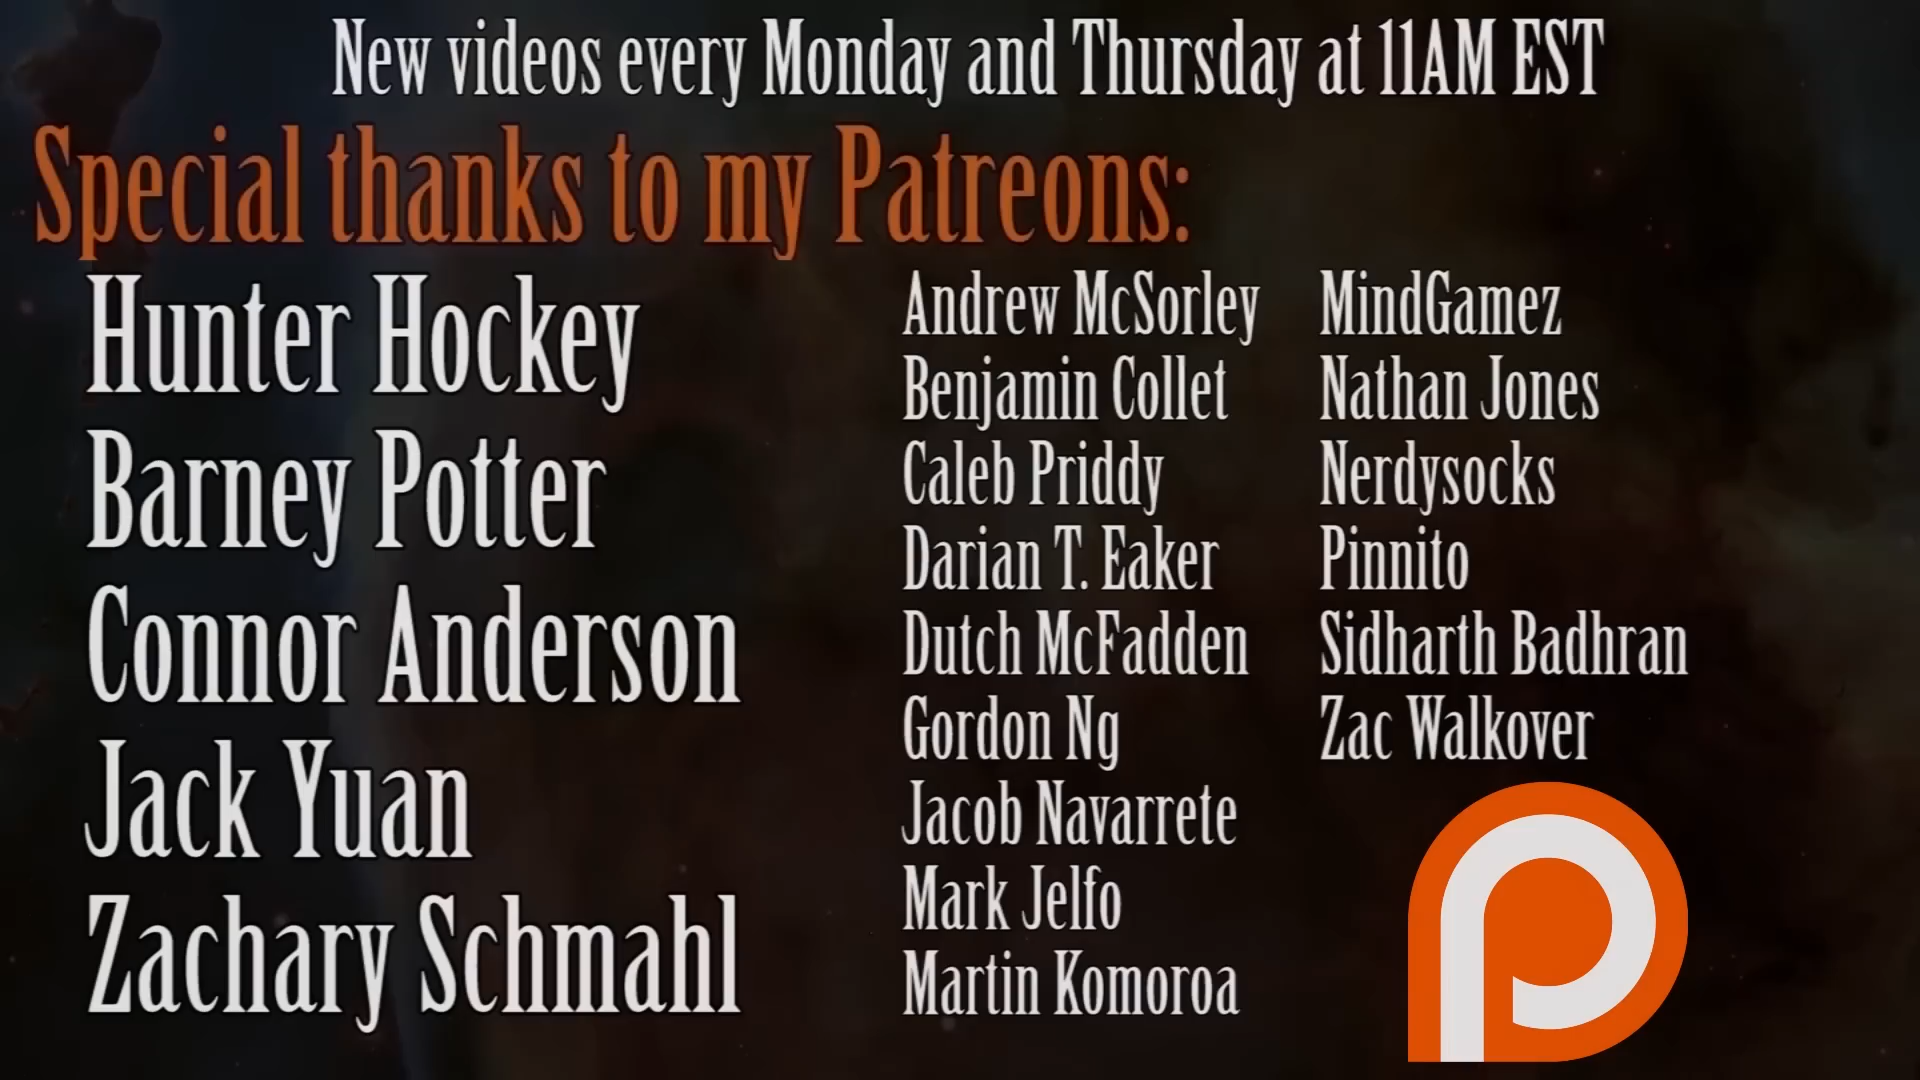 New videos every Monday and Thursday at 11AM EST
Special thanks to my Patreons:
Hunter Hockey
Barney Potter
Connor Anderson
Jack Yuan
Zachary Schmahl
Andrew McSorley
Benjamin Collet
Caleb Priddy
Darian T. Eaker
Dutch McFadden
Gordon Ng
Jacob Navarrete
Mark Jelfo
Martin Komoroa
MindGamez
Nathan Jones
Nerdysocks
Pinnito
Sidharth Badhran
Zac Walkover